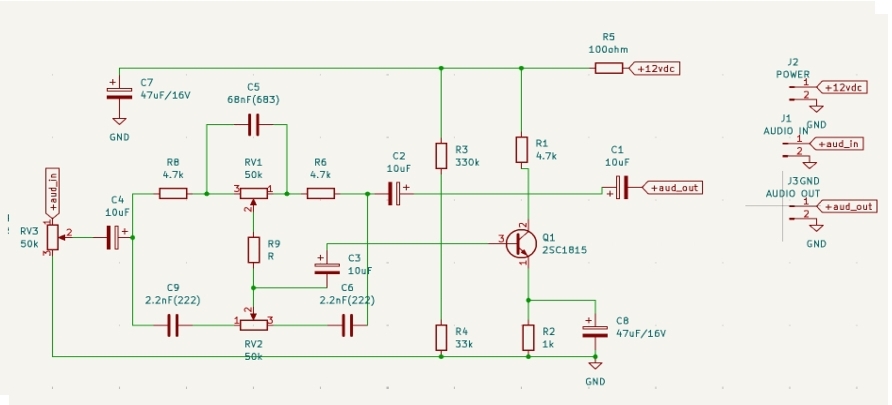 R5
100ohm
+12vdc
J2
POWER
1
+12vdc
2
GND
C7
47uF/16V
+
GND
C5
68nF(683)
J1
AUDIO IN
1
+aud_in
2
R3
330k
R1
4.7k
R8
4.7k
RV1
50k
3
1
2
R6
4.7k
C2
10uF
+
C1
10uF
+
+aud_out
J3GND
AUDIO OUT
1
+aud_out
2
GND
+aud_in
1
RV3
50k
2
3
C4
10uF
+
R9
R
C3
10uF
+
3
2
1
Q1
2SC1815
C9
2.2nF(222)
C6
2.2nF(222)
2
1
3
RV2
50k
R4
33k
R2
1k
C8
47uF/16V
+
GND